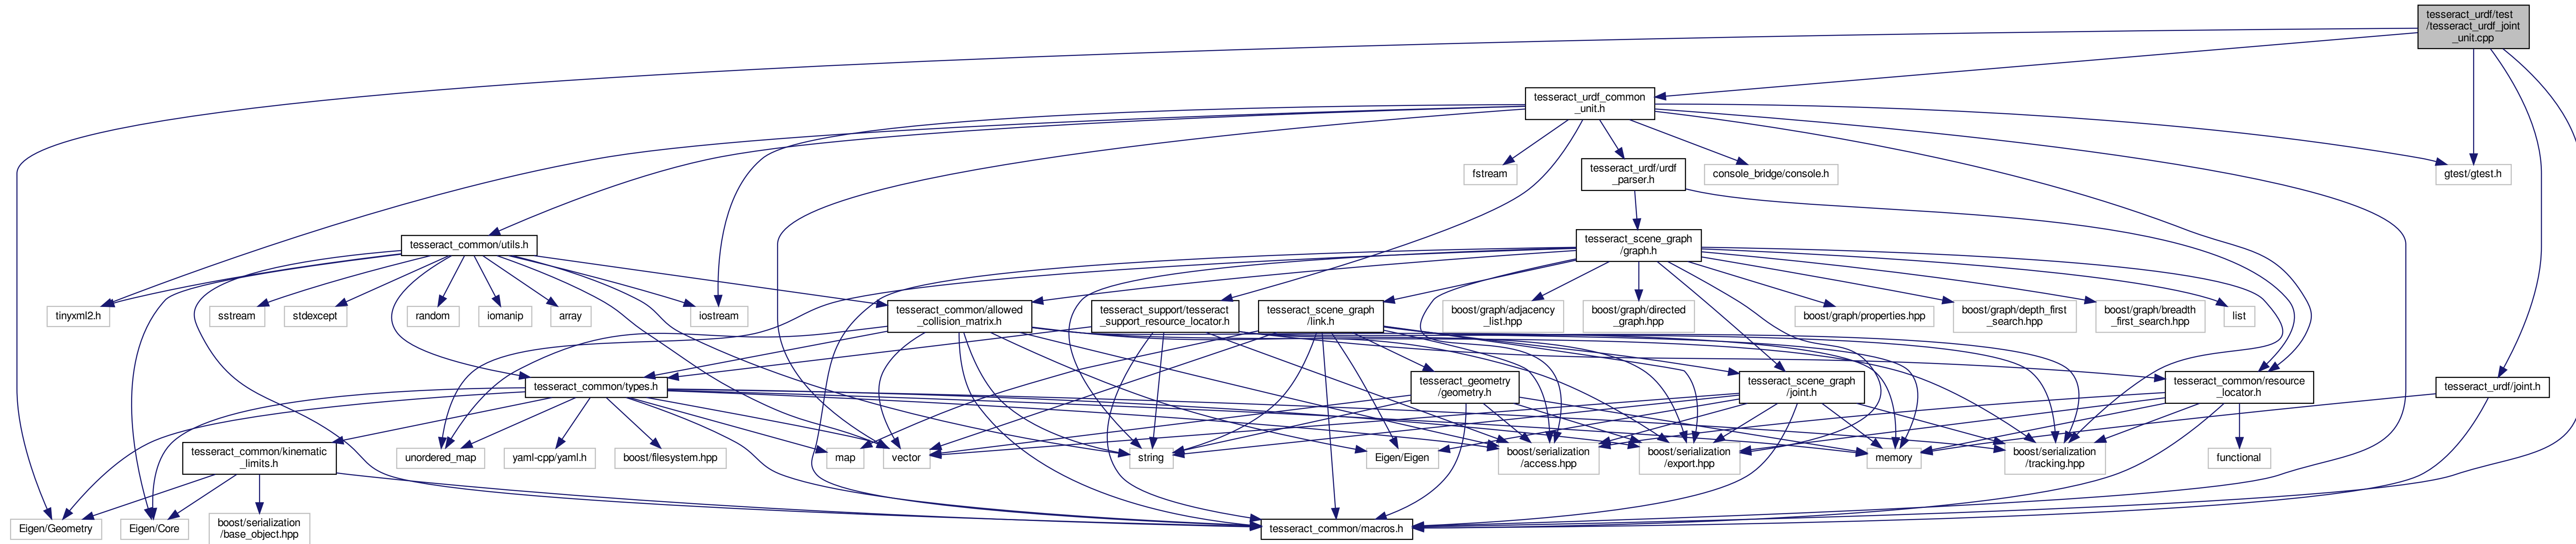 tesseract_urdf/test
/tesseract_urdf_joint
_unit.cpp
tesseract_urdf_common
_unit.h
fstream
tesseract_urdf/urdf
_parser.h
console_bridge/console.h
gtest/gtest.h
tesseract_common/utils.h
tesseract_scene_graph
/graph.h
tinyxml2.h
sstream
stdexcept
random
iomanip
array
iostream
tesseract_common/allowed
_collision_matrix.h
tesseract_support/tesseract
_support_resource_locator.h
tesseract_scene_graph
/link.h
boost/graph/adjacency
_list.hpp
boost/graph/directed
_graph.hpp
boost/graph/properties.hpp
boost/graph/depth_first
_search.hpp
boost/graph/breadth
_first_search.hpp
list
tesseract_common/types.h
tesseract_geometry
/geometry.h
tesseract_scene_graph
/joint.h
tesseract_common/resource
_locator.h
tesseract_urdf/joint.h
tesseract_common/kinematic
_limits.h
unordered_map
yaml-cpp/yaml.h
boost/filesystem.hpp
map
vector
string
Eigen/Eigen
boost/serialization
/access.hpp
boost/serialization
/export.hpp
memory
boost/serialization
/tracking.hpp
functional
Eigen/Geometry
Eigen/Core
boost/serialization
/base_object.hpp
tesseract_common/macros.h